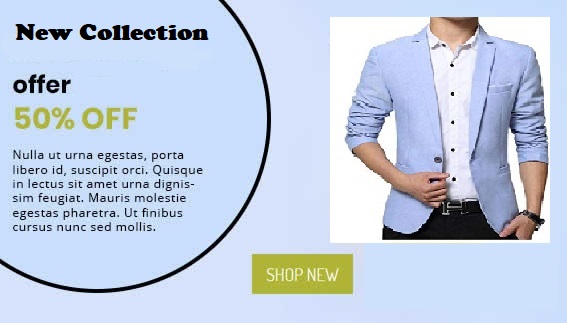 New Collection
offer
50% OFF
Nulla ut urna egestas, porta
libero id, suscipit orci. Quisque
in lectus sit amet urna dignis-
sim feugiat. Mauris molestie
egestas pharetra. Ut finibus
cursus nunc sed mollis.
SHOP NEW